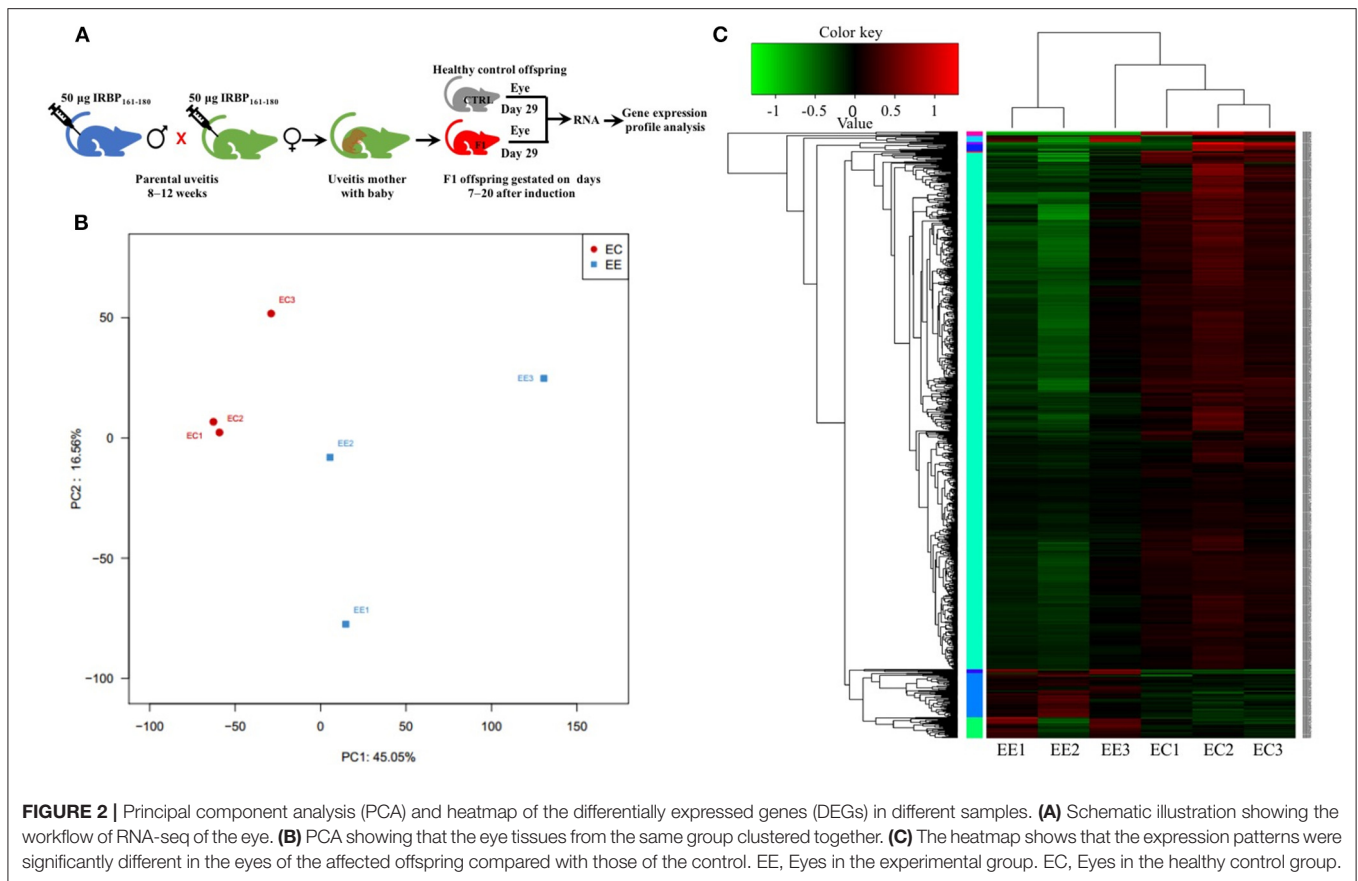 A
50 µg IRBP161-180
50 µg IRBP161-180
♂ X ♀
Parental uveitis
8–12 weeks
Uveitis mother
with baby
Healthy control offspring
CTRL
Eye
Day 29
F1
Eye
Day 29
F1 offspring gestated on days
7–20 after induction
RNA
Gene expression
profile analysis
B
EC
EE
EC3
EE3
EC2
EC1
EE2
EE1
50
0
−50
−100
PC2 : 16.56%
−100 −50 0 50 100 150
PC1: 45.05%
C
Color key
−1 −0.5 0 0.5 1
Value
EE1 EE2 EE3 EC1 EC2 EC3
FIGURE 2 | Principal component analysis (PCA) and heatmap of the differentially expressed genes (DEGs) in different samples. (A) Schematic illustration showing the
workflow of RNA-seq of the eye. (B) PCA showing that the eye tissues from the same group clustered together. (C) The heatmap shows that the expression patterns were
significantly different in the eyes of the affected offspring compared with those of the control. EE, Eyes in the experimental group. EC, Eyes in the healthy control group.